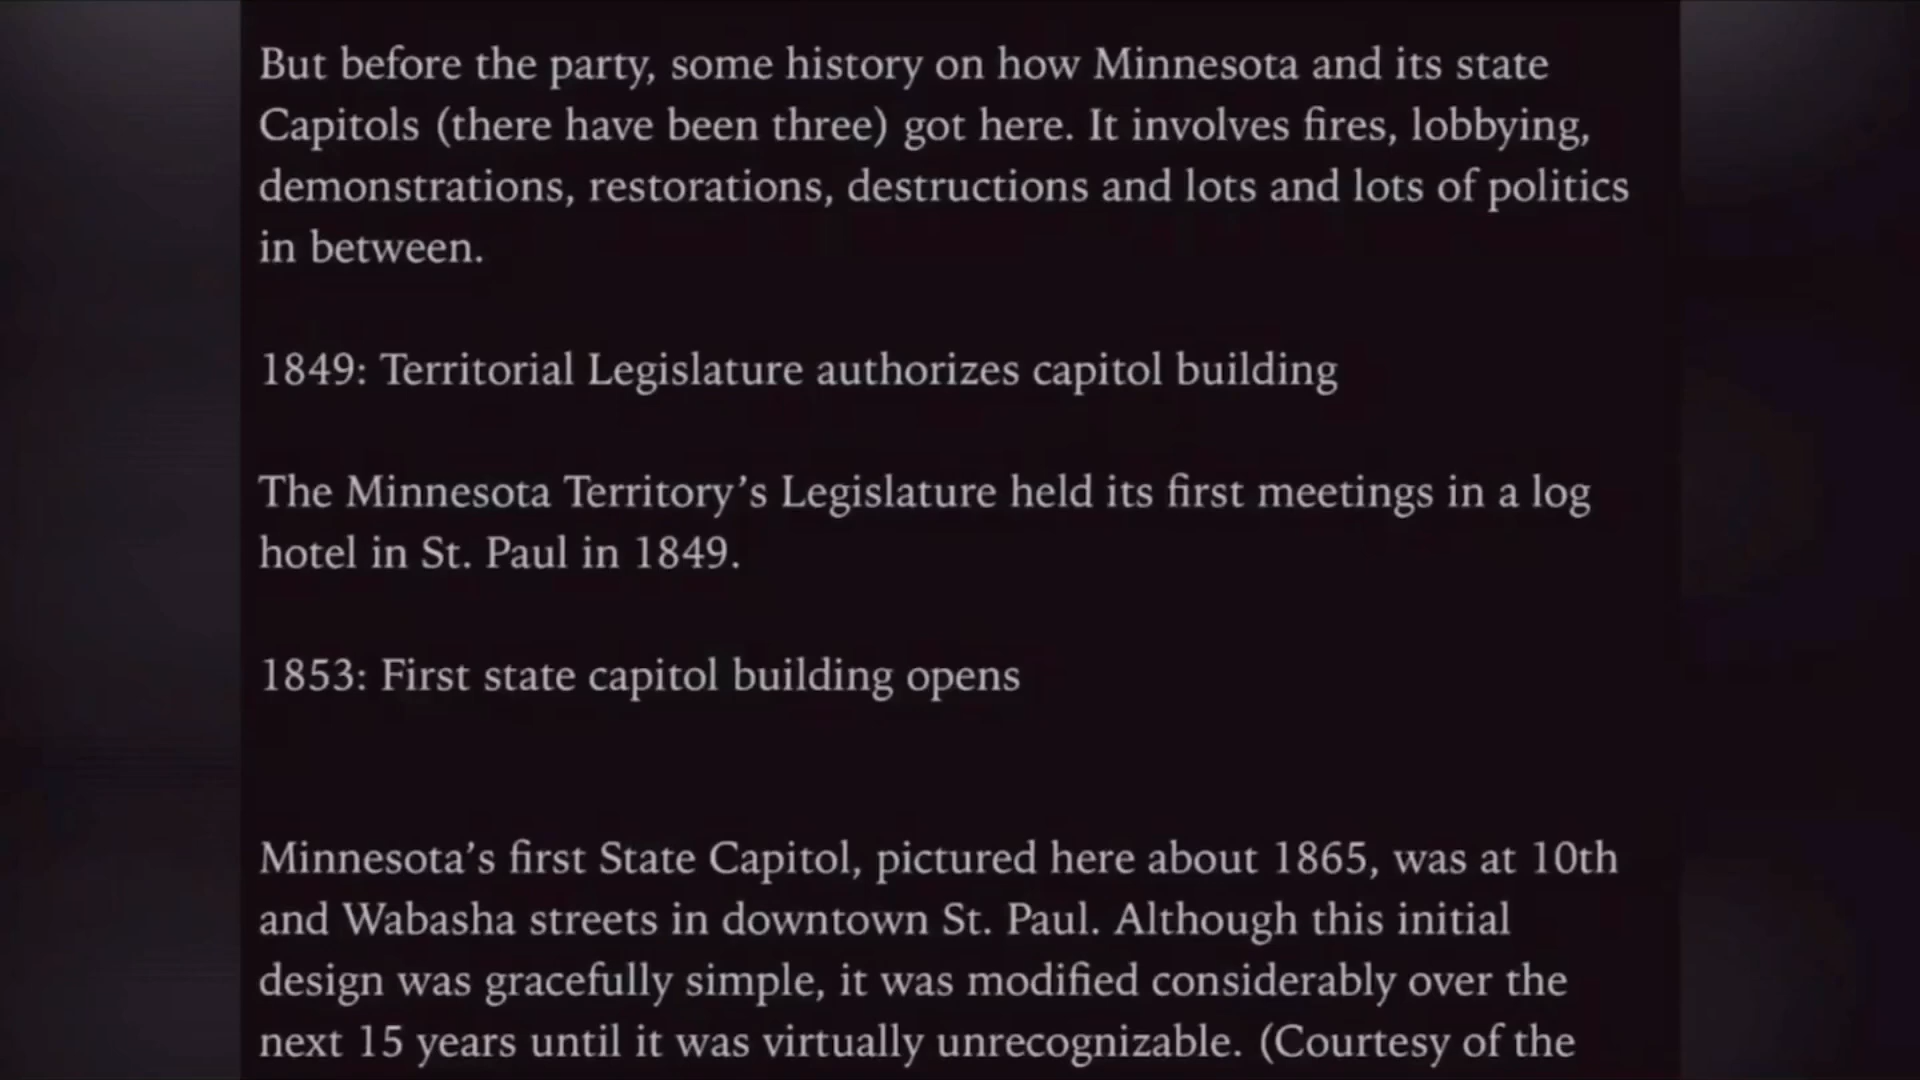 But before the party, some history on how Minnesota and its state
Capitols (there have been three) got here. It involves fires, lobbying,
demonstrations, restorations, destructions and lots and lots of politics
in between.
1849: Territorial Legislature authorizes capitol building
The Minnesota Territory’s Legislature held its first meetings in a log
hotel in St. Paul in 1849.
1853: First state capitol building opens
Minnesota’s first State Capitol, pictured here about 1865, was at 10th
and Wabasha streets in downtown St. Paul. Although this initial
design was gracefully simple, it was modified considerably over the
next 15 years until it was virtually unrecognizable. (Courtesy of the